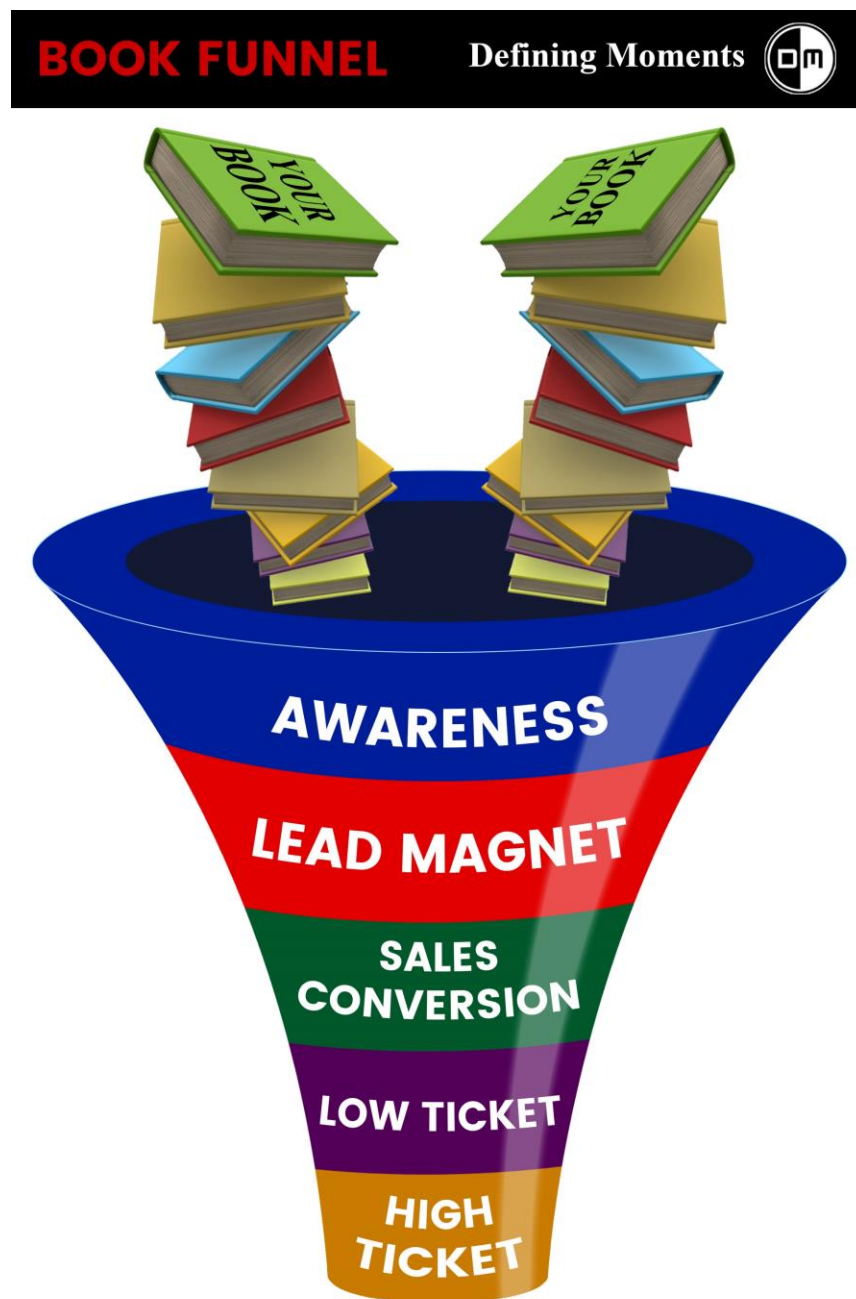 BOOK FUNNEL
Defining Moments
DM
YOUR
BOOK
YOUR
BOOK
AWARENESS
LEAD MAGNET
SALES
CONVERSION
LOW TICKET
HIGH
TICKET